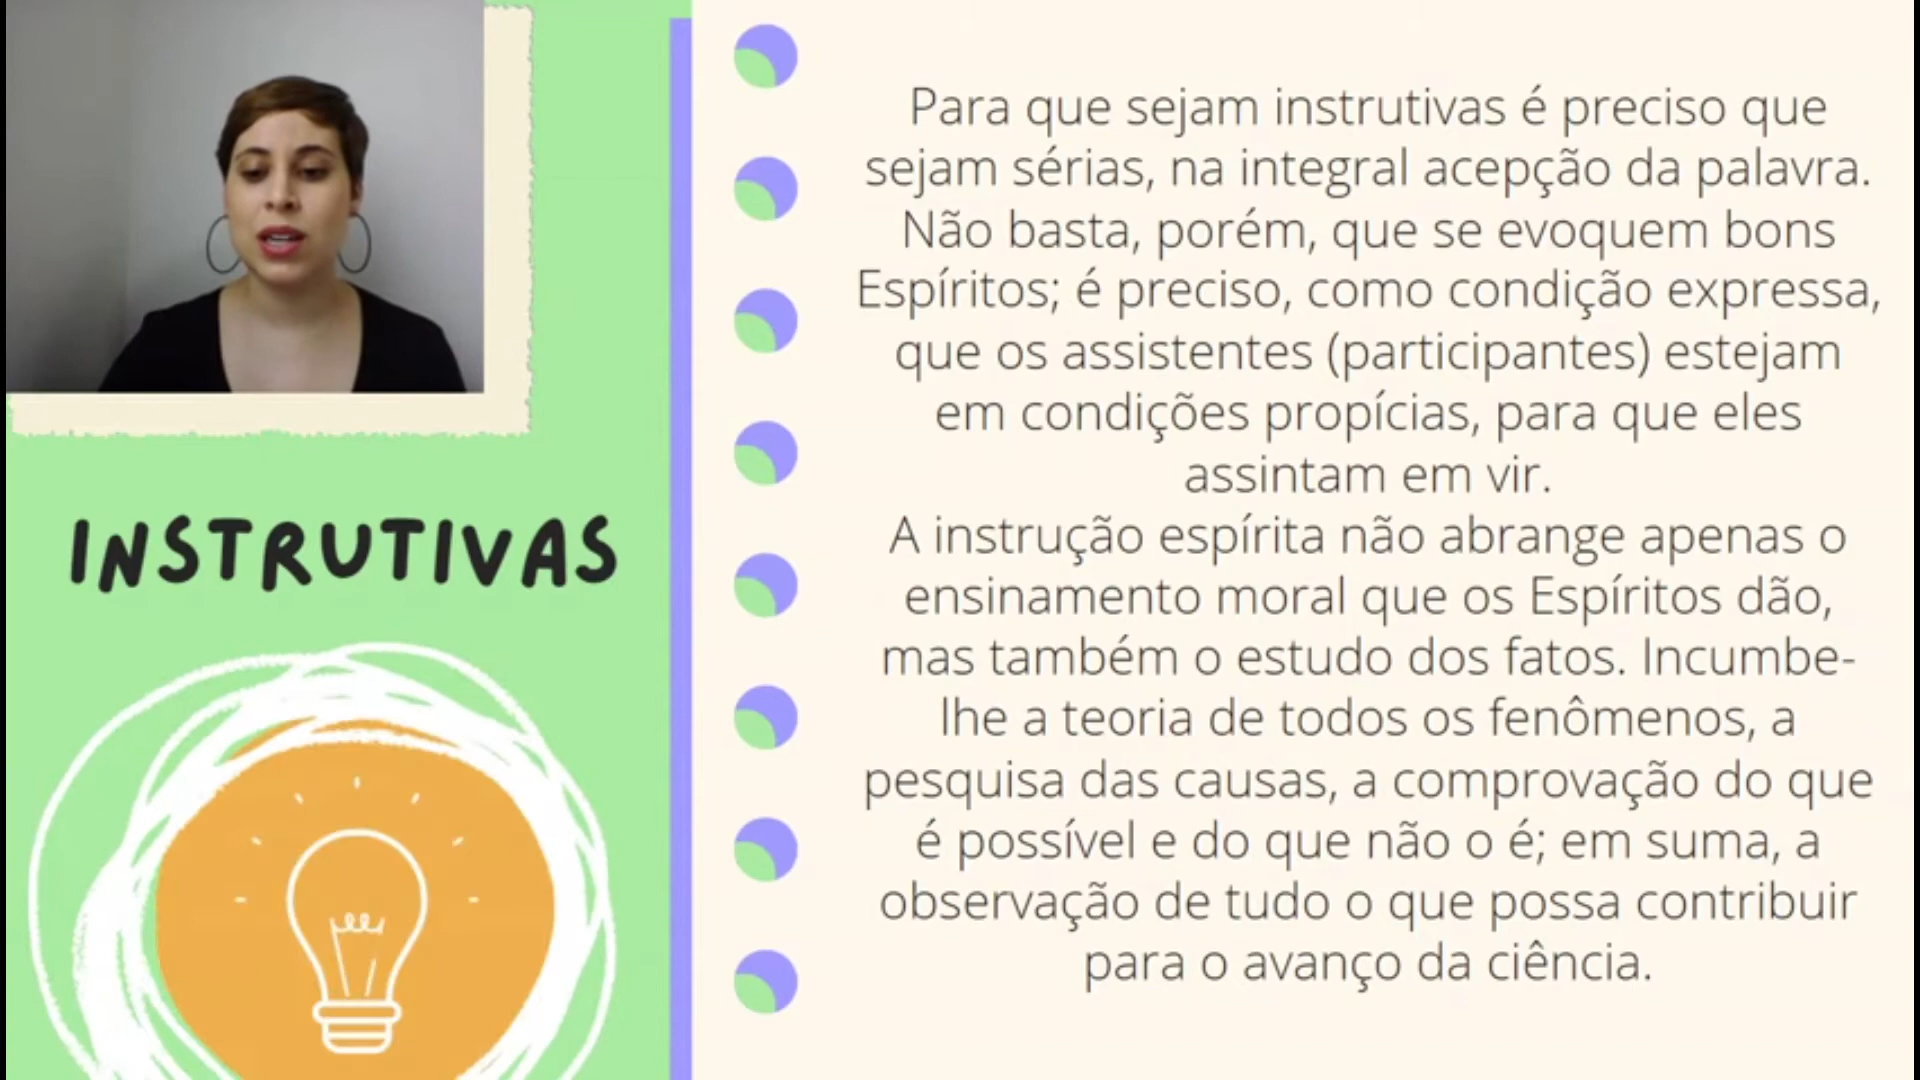 INSTRUTIVAS
Para que sejam instrutivas é preciso que
sejam sérias, na integral acepção da palavra.
Não basta, porém, que se evoquem bons
Espíritos; é preciso, como condição expressa,
que os assistentes (participantes) estejam
em condições propícias, para que eles
assintam em vir.
A instrução espírita não abrange apenas o
ensinamento moral que os Espíritos dão,
mas também o estudo dos fatos. Incumbe-
lhe a teoria de todos os fenômenos, a
pesquisa das causas, a comprovação do que
é possível e do que não o é; em suma, a
observação de tudo o que possa contribuir
para o avanço da ciência.